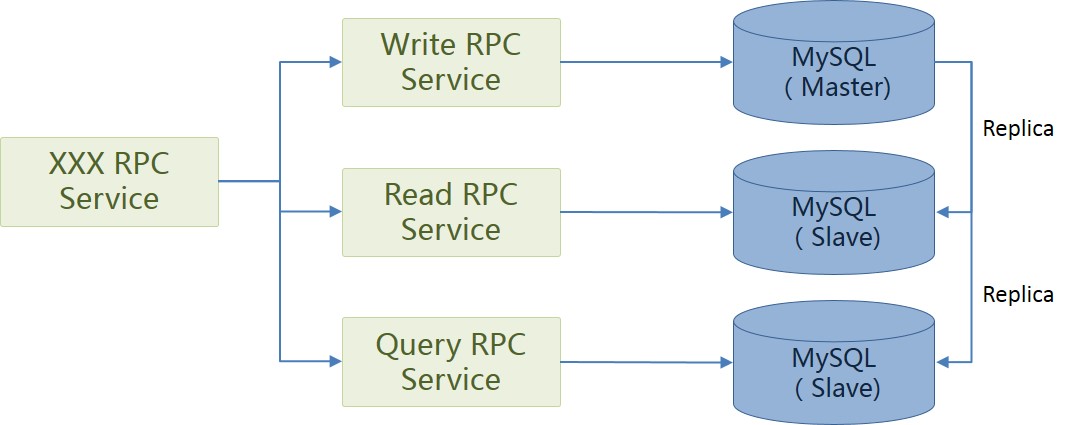 XXX RPC
Service
Write RPC
Service
MySQL
( Master)
Replica
Read RPC
Service
MySQL
( Slave)
Replica
Query RPC
Service
MySQL
( Slave)